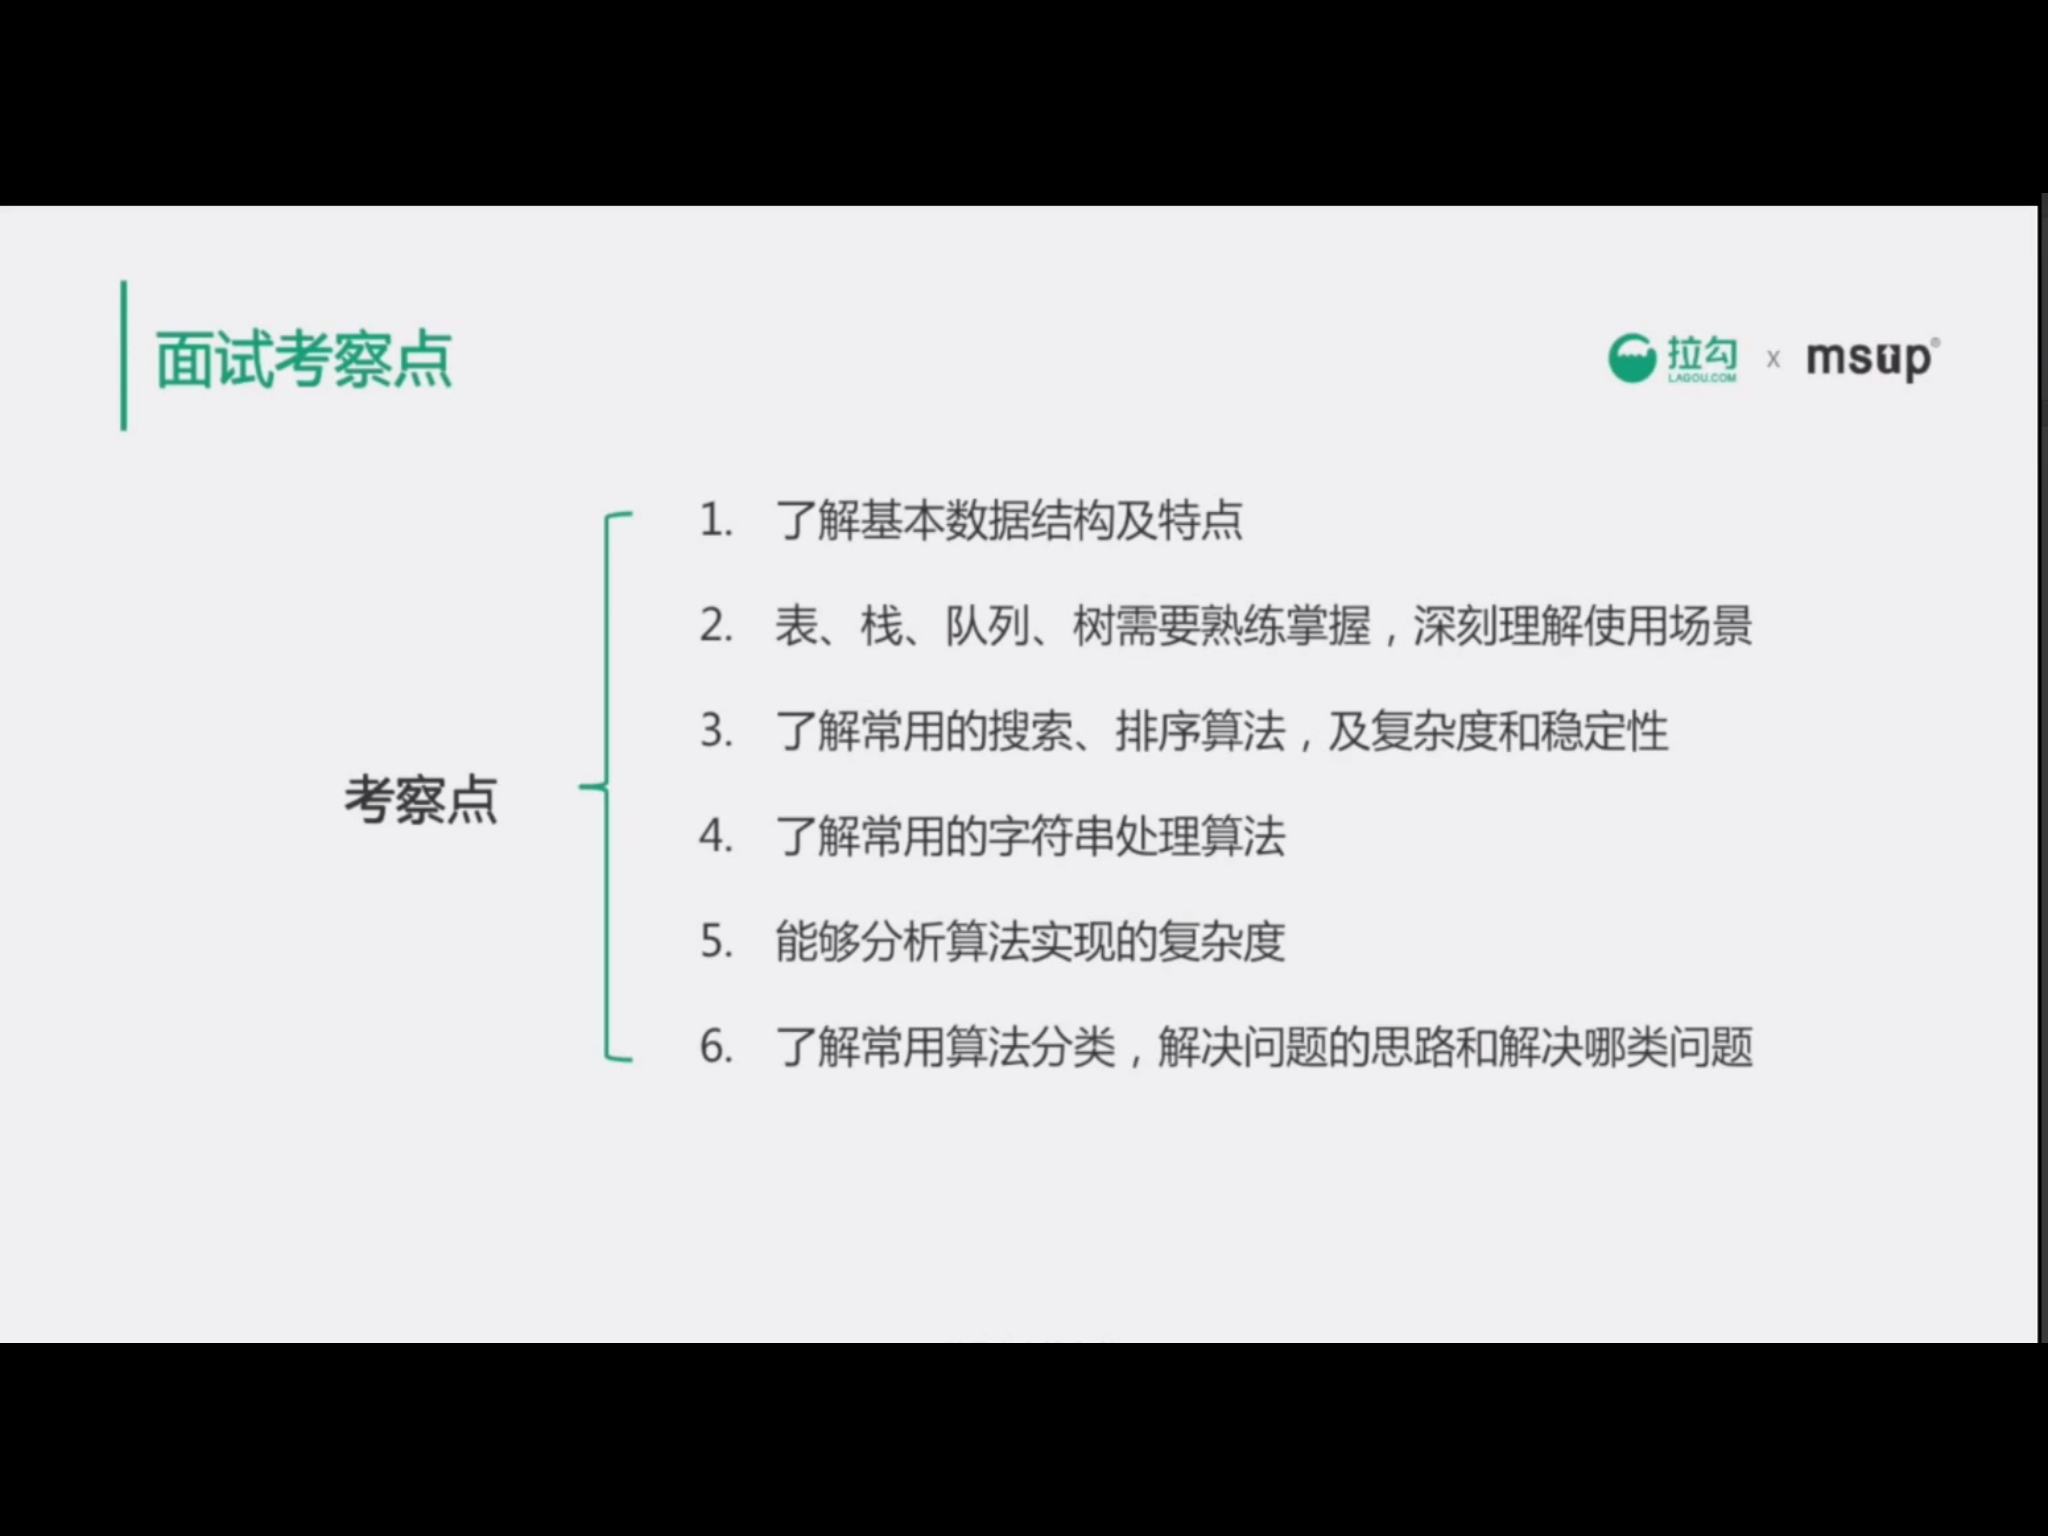 面试考察点
拉勾
LAGOU.COM
x
msup®
考察点
1. 了解基本数据结构及特点
2. 表、栈、队列、树需要熟练掌握，深刻理解使用场景
3. 了解常用的搜索、排序算法，及复杂度和稳定性
4. 了解常用的字符串处理算法
5. 能够分析算法实现的复杂度
6. 了解常用算法分类，解决问题的思路和解决哪类问题